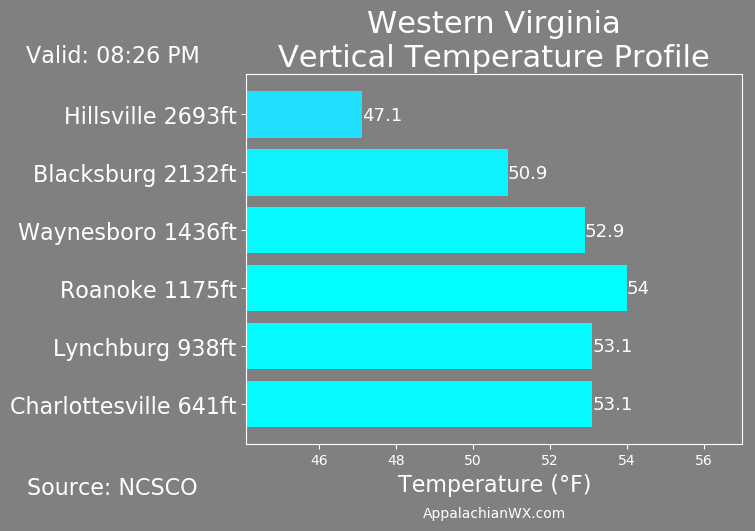 Western Virginia
Vertical Temperature Profile
Valid: 08:26 PM
Hillsville 2693ft
47.1
Blacksburg 2132ft
50.9
Waynesboro 1436ft
52.9
Roanoke 1175ft
54
Lynchburg 938ft
53.1
Charlottesville 641ft
53.1
46 48 50 52 54 56
Temperature (°F)
Source: NCSCO
AppalachianWX.com